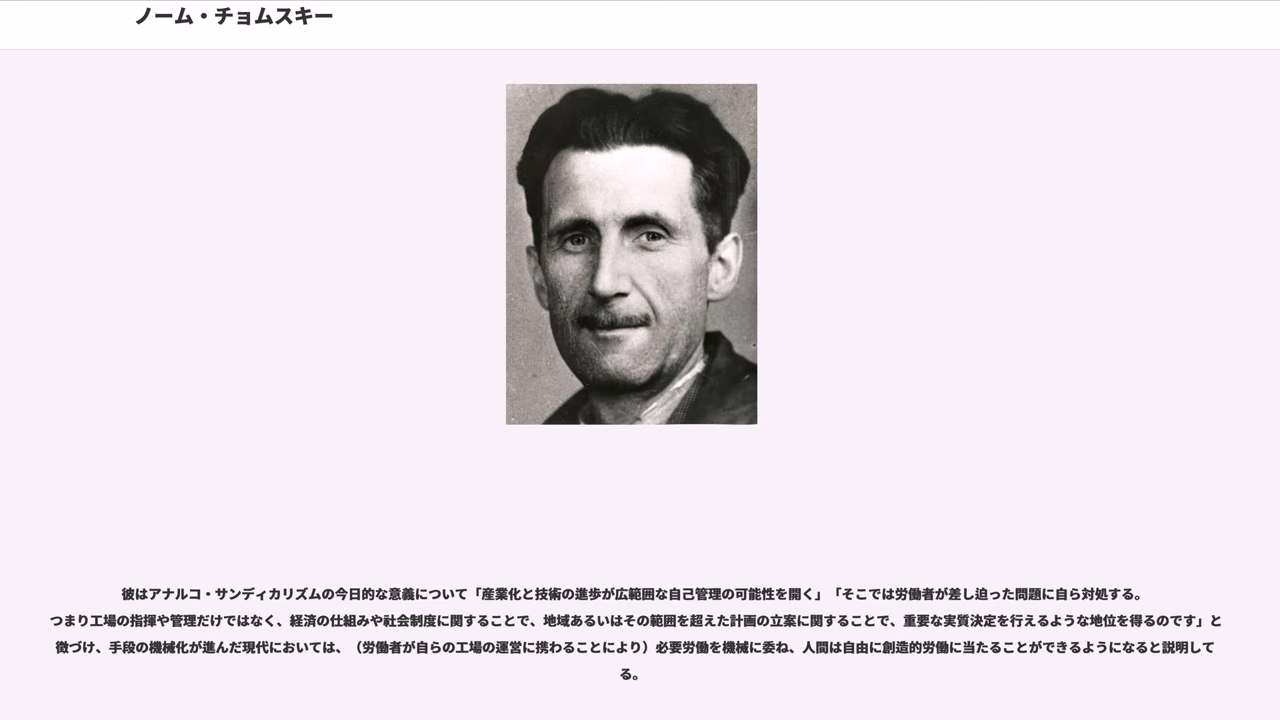 ノーム・チョムスキー
彼はアナルコ・サンディカリズムの今日的な意義について「産業化と技術の進歩が広範囲な自己管理の可能性を開く」「そこでは労働者が差し迫った問題に自ら対処する。
つまり工場の指揮や管理だけではなく、経済の仕組みや社会制度に関することで、地域あるいはその範囲を超えた計画の立案に関することで、重要な実質決定を行えるような地位を得るのです」と
徴づけ、手段の機械化が進んだ現代においては、（労働者が自らの工場の運営に携わることにより）必要労働を機械に委ね、人間は自由に創造的労働に当たることができるようになると説明して
る。